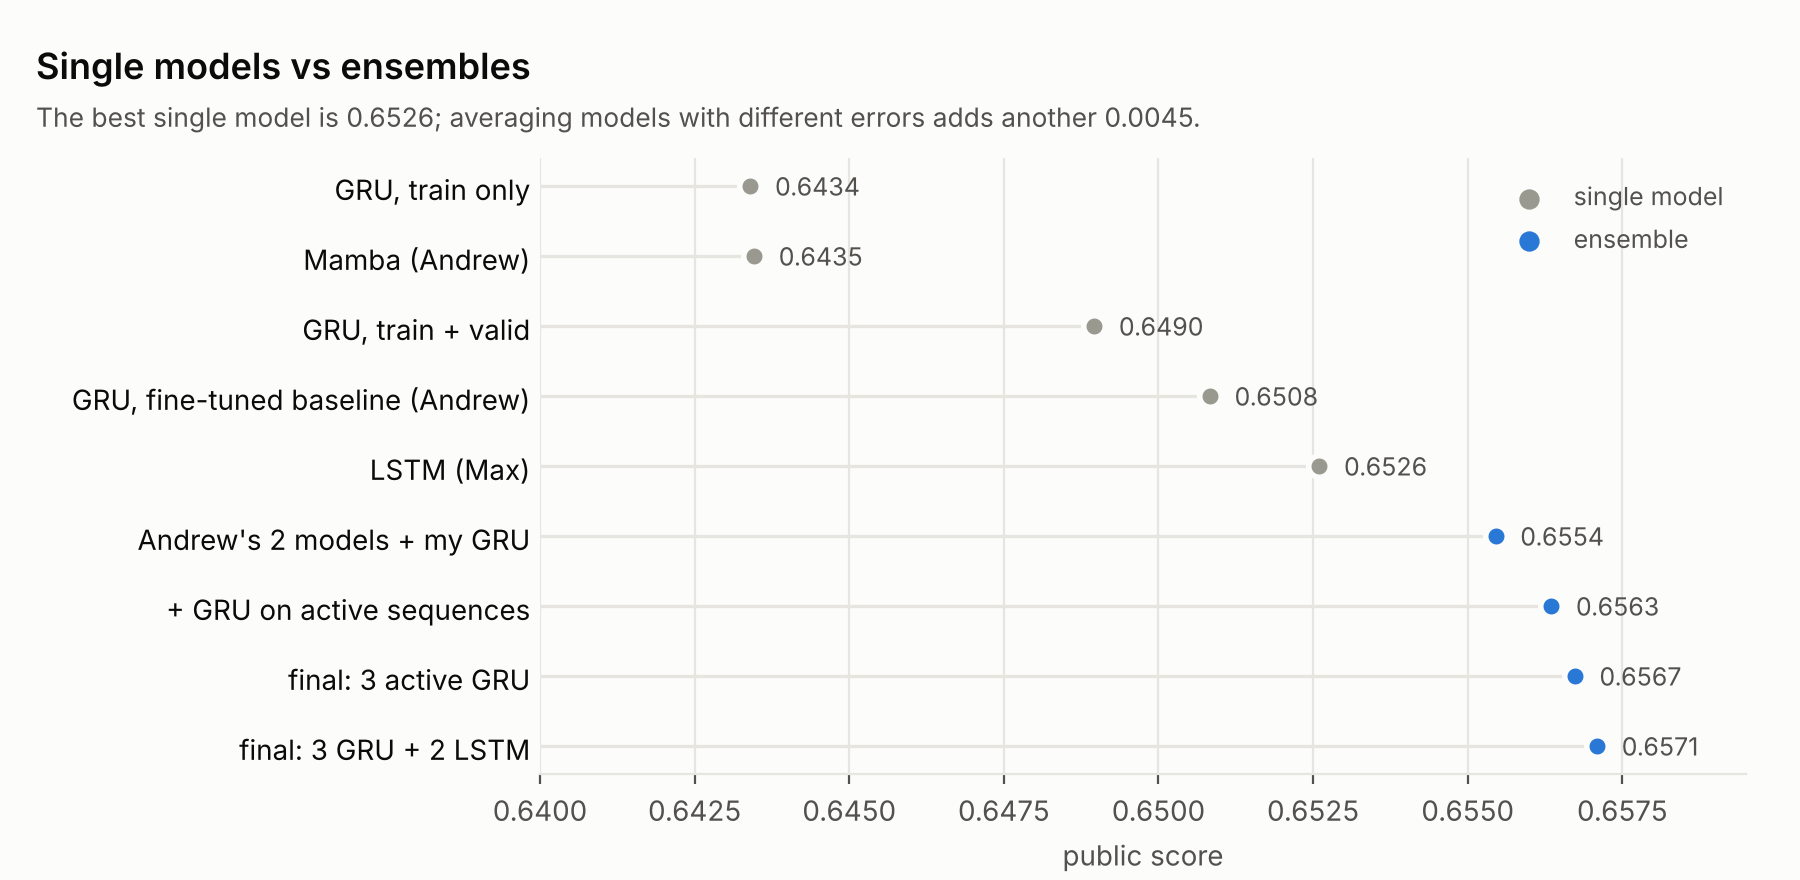 Single models vs ensembles
The best single model is 0.6526; averaging models with different errors adds another 0.0045.
GRU, train only 0.6434
Mamba (Andrew) 0.6435
GRU, train + valid 0.6490
GRU, fine-tuned baseline (Andrew) 0.6508
LSTM (Max) 0.6526
Andrew's 2 models + my GRU 0.6554
+ GRU on active sequences 0.6563
final: 3 active GRU 0.6567
final: 3 GRU + 2 LSTM 0.6571
single model
ensemble
0.6400 0.6425 0.6450 0.6475 0.6500 0.6525 0.6550 0.6575
public score